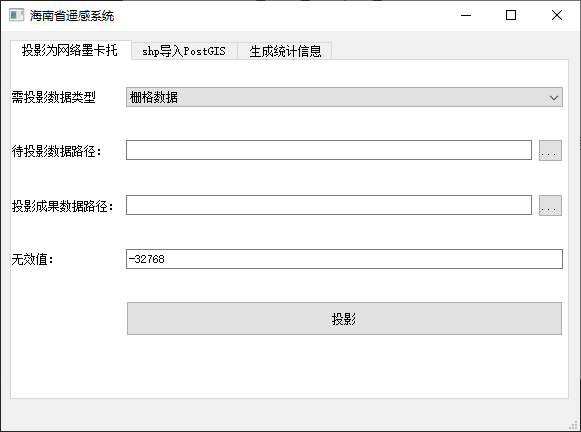 海南省遥感系统
投影为网络墨卡托 shp导入PostGIS 生成统计信息
需投影数据类型 栅格数据
待投影数据路径： ...
投影成果数据路径： ...
无效值： -32768
投影